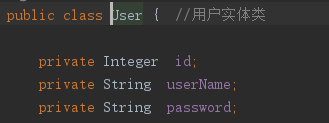 public class User {  //用户实体类
private Integer id;
private String userName;
private String password;